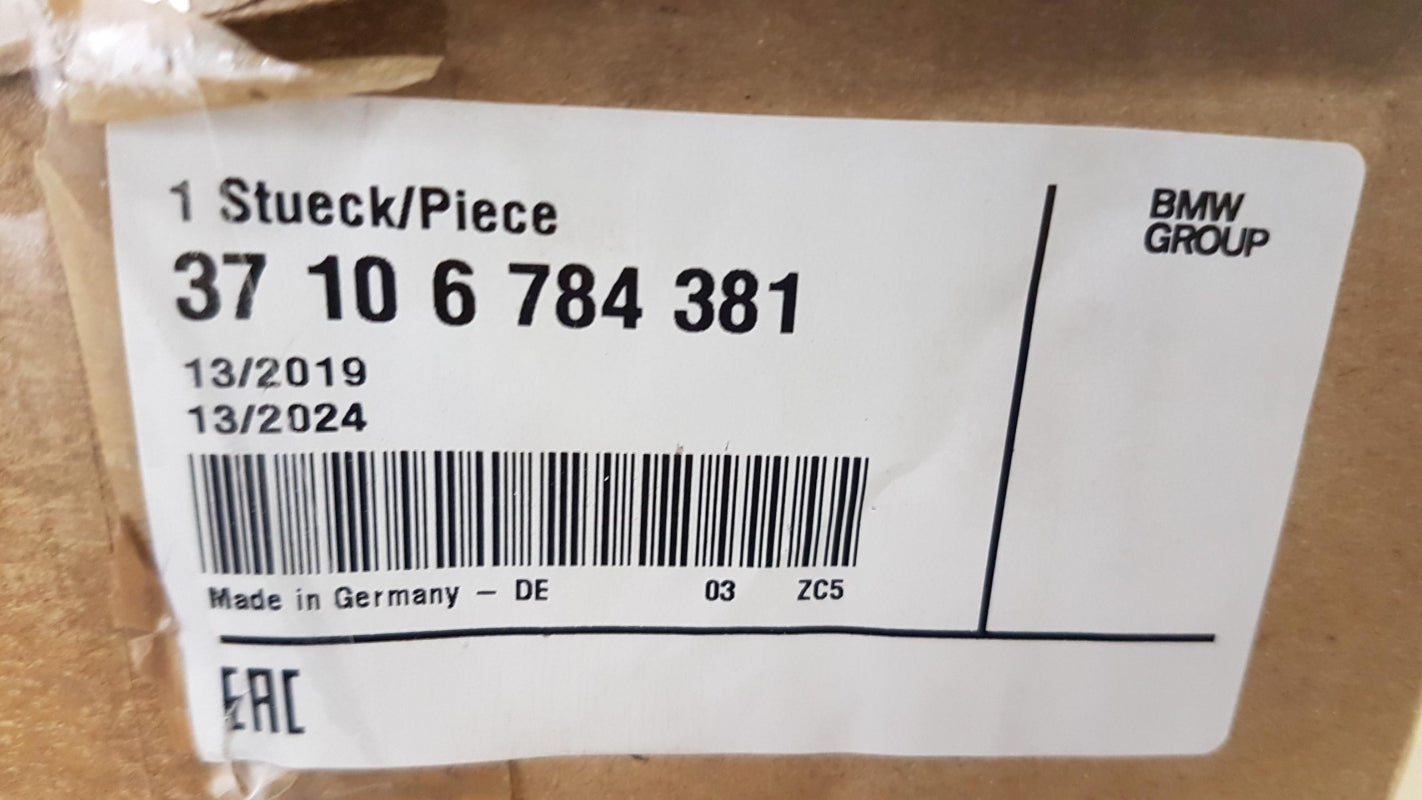 1 Stueck/Piece
37 10 6 784 381
13/2019
13/2024
Made in Germany – DE 03 ZC5
BMW
GROUP
EAC